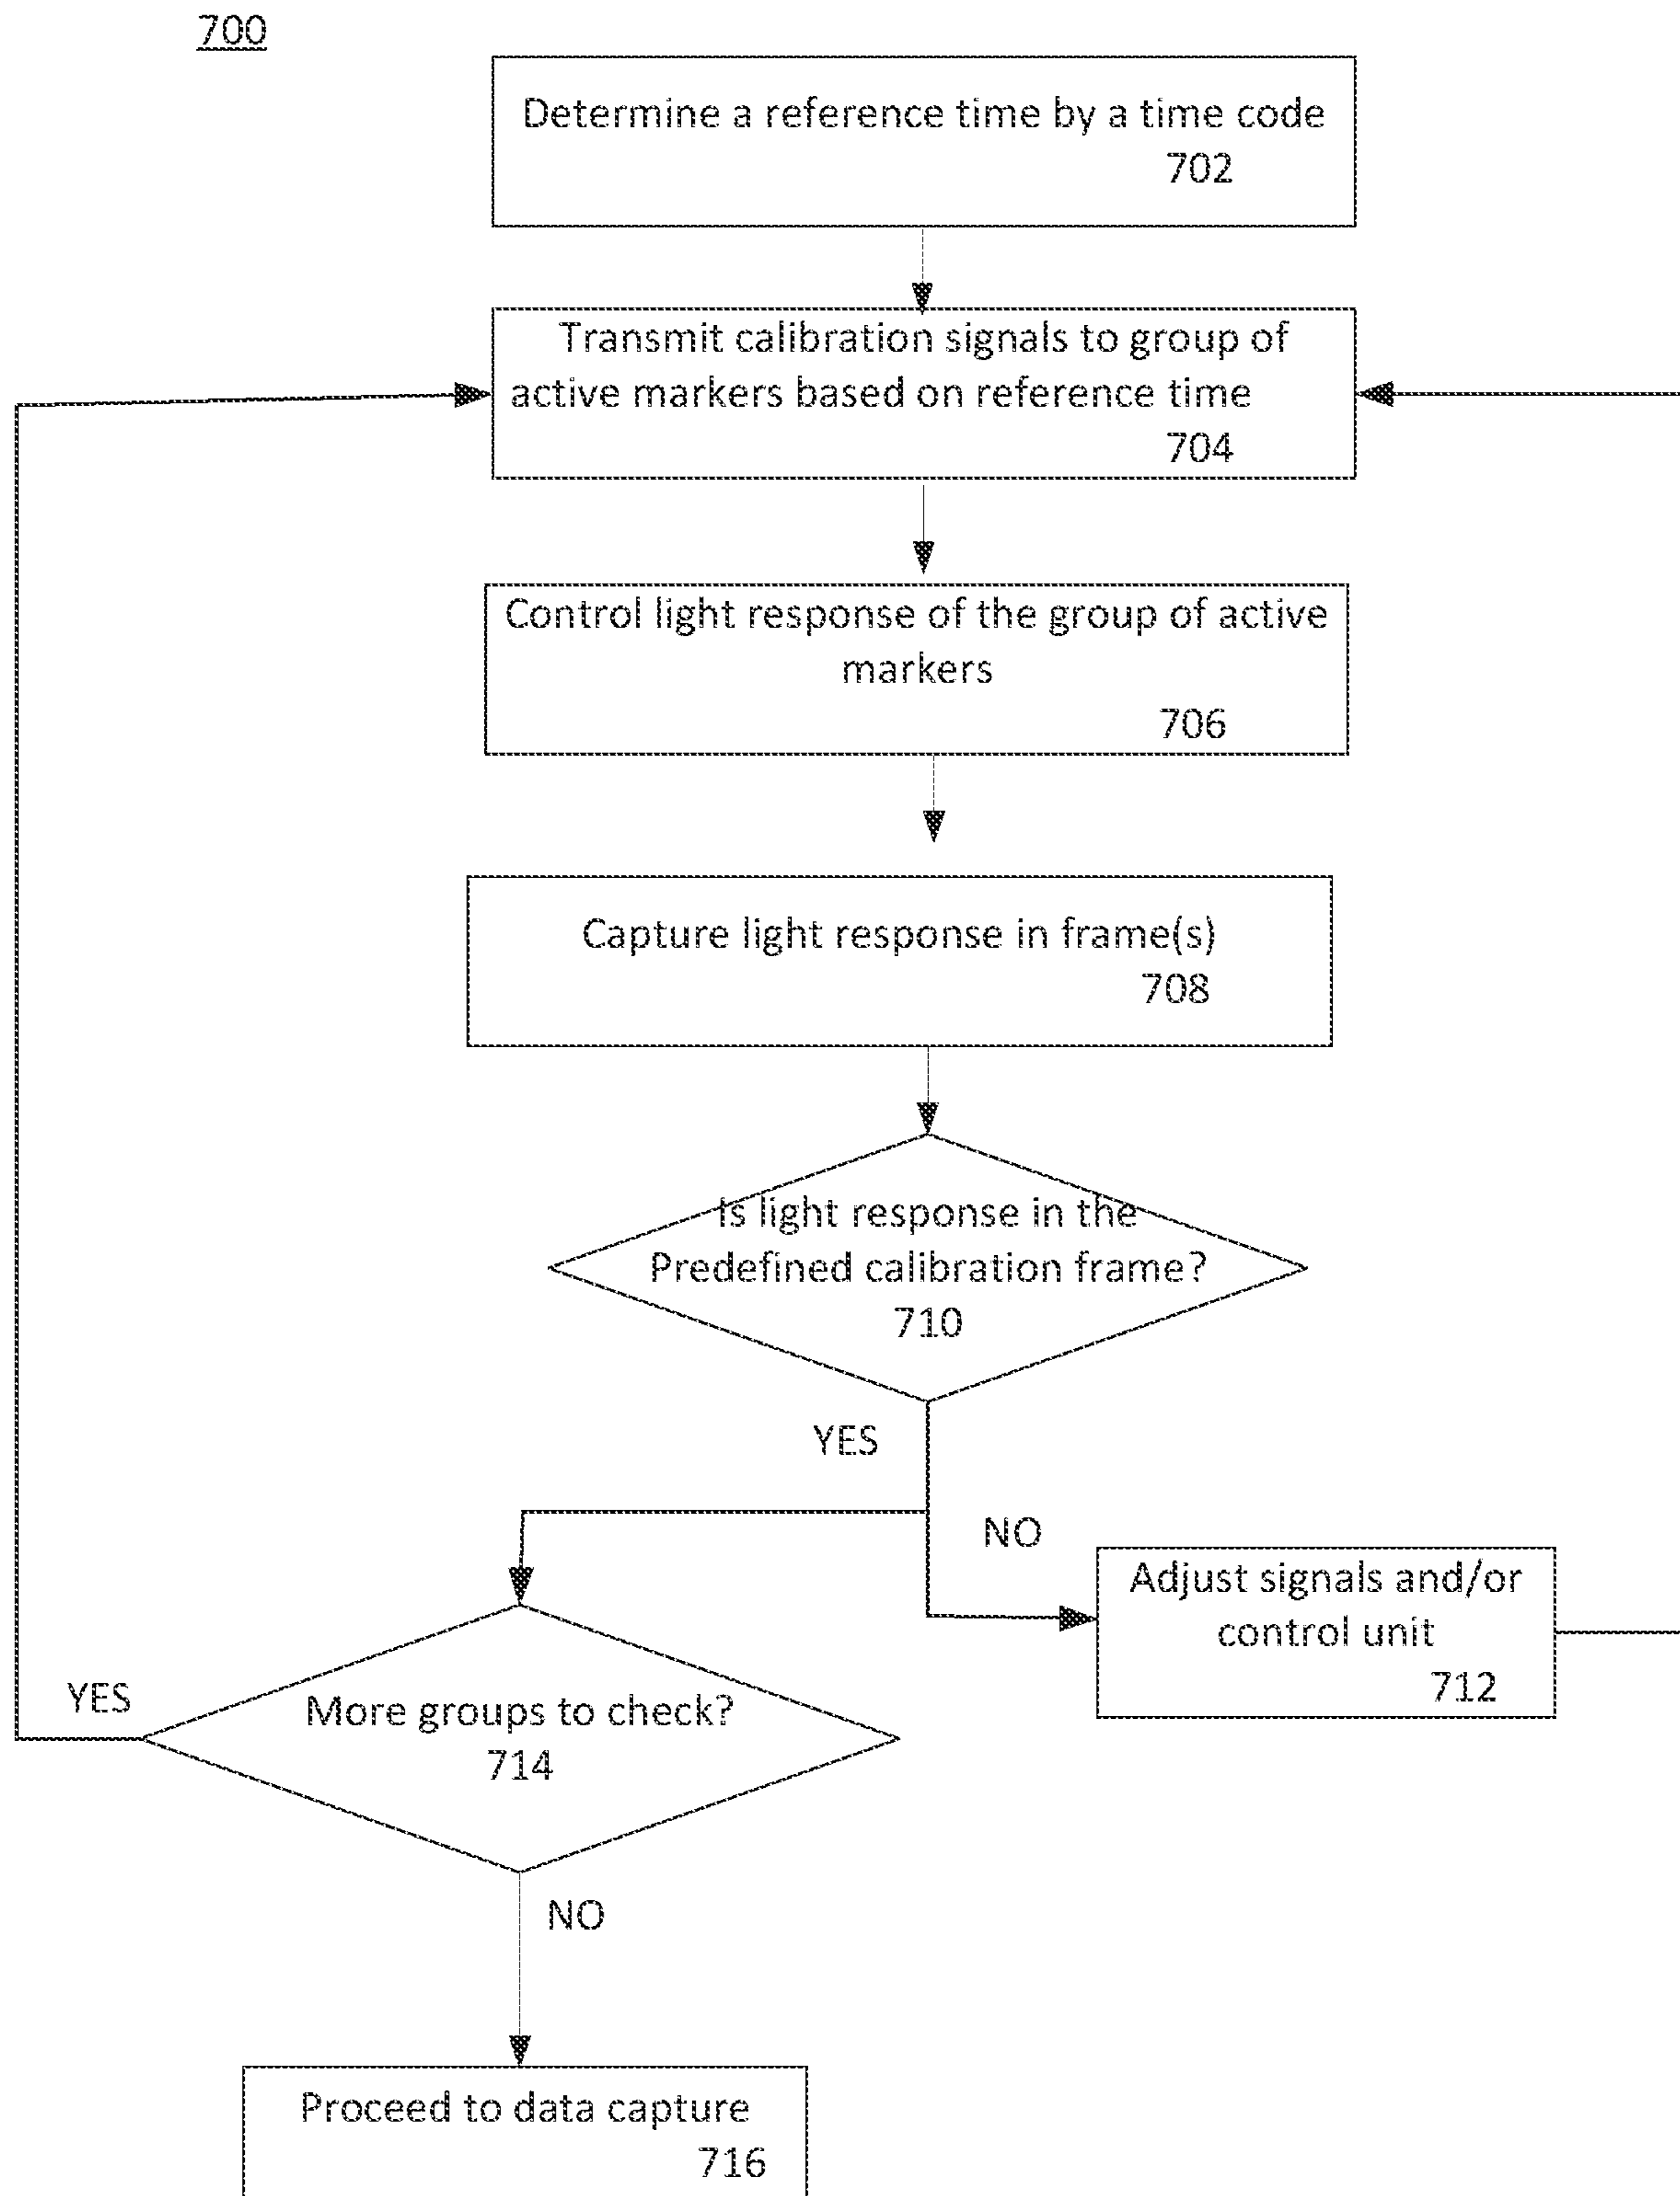 700
Determine a reference time by a time code
702
Transmit calibration signals to group of
active markers based on reference time
704
Control light response of the group of active
markers
706
Capture light response in frame(s)
708
Is light response in the
Predefined calibration frame?
710
YES
NO
Adjust signals and/or
control unit
712
YES
More groups to check?
714
NO
Proceed to data capture
716